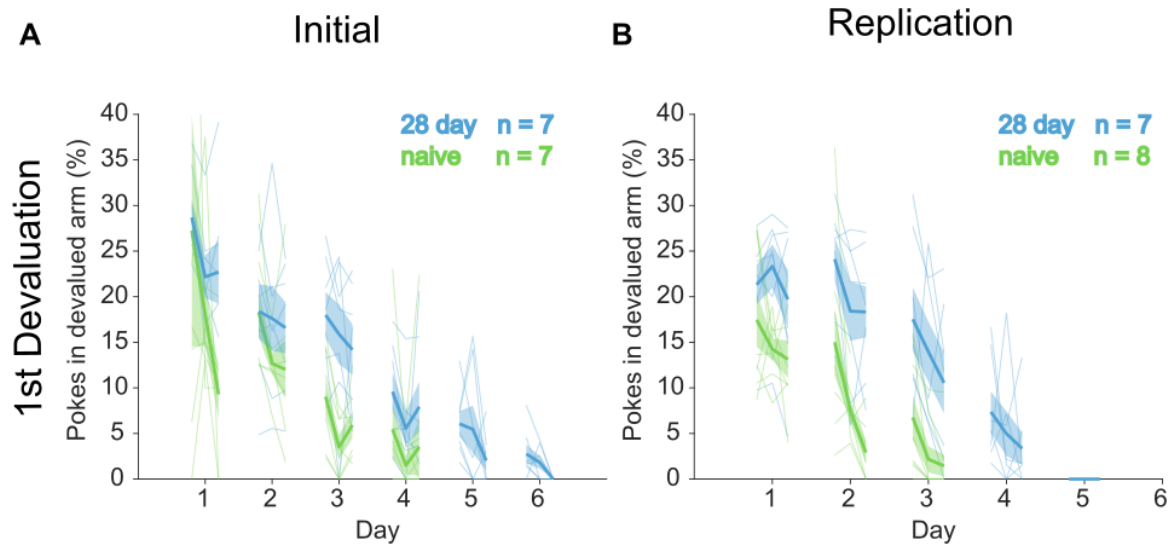 A Initial
B Replication
1st Devaluation
Pokes in devalued arm (%)
40
35
30
25
20
15
10
5
0
28 day n = 7
naive n = 7
1 2 3 4 5 6
Day
Pokes in devalued arm (%)
40
35
30
25
20
15
10
5
0
28 day n = 7
naive n = 8
1 2 3 4 5 6
Day